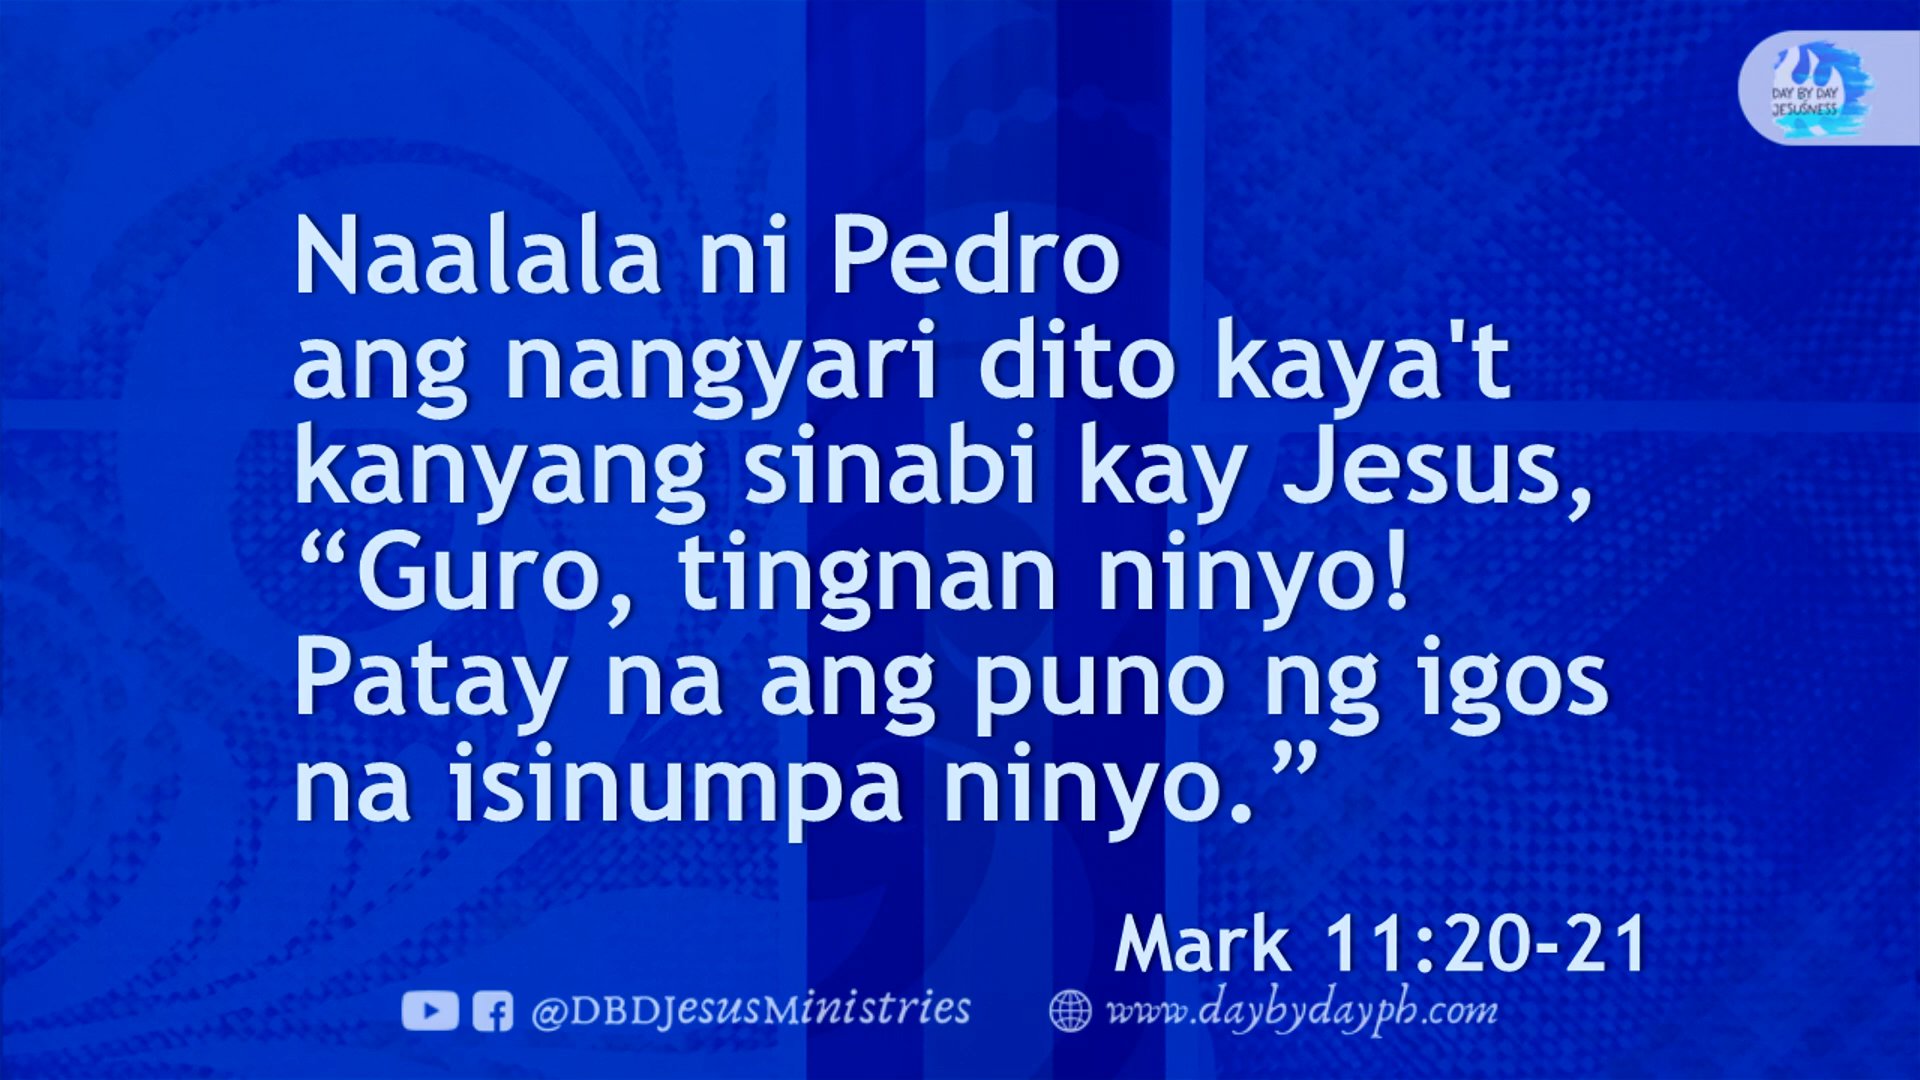 DAY BY DAY
JESUSNESS
Naalala ni Pedro
ang nangyari dito kaya't
kanyang sinabi kay Jesus,
“Guro, tingnan ninyo!
Patay na ang puno ng igos
na isinumpa ninyo.”
Mark 11:20-21
@DBDJesusMinistries
www.daybydayph.com